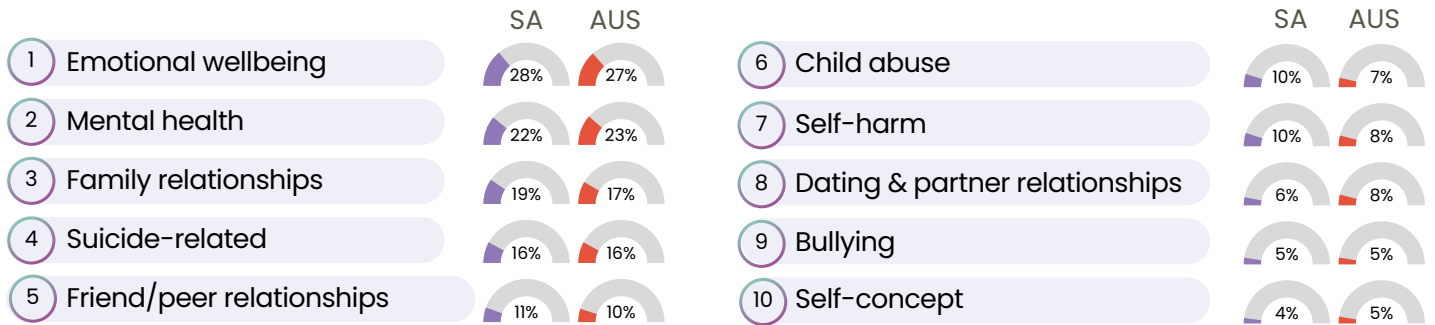 SA AUS
1 Emotional wellbeing 28% 27%
2 Mental health 22% 23%
3 Family relationships 19% 17%
4 Suicide-related 16% 16%
5 Friend/peer relationships 11% 10%
SA AUS
6 Child abuse 10% 7%
7 Self-harm 10% 8%
8 Dating & partner relationships 6% 8%
9 Bullying 5% 5%
10 Self-concept 4% 5%